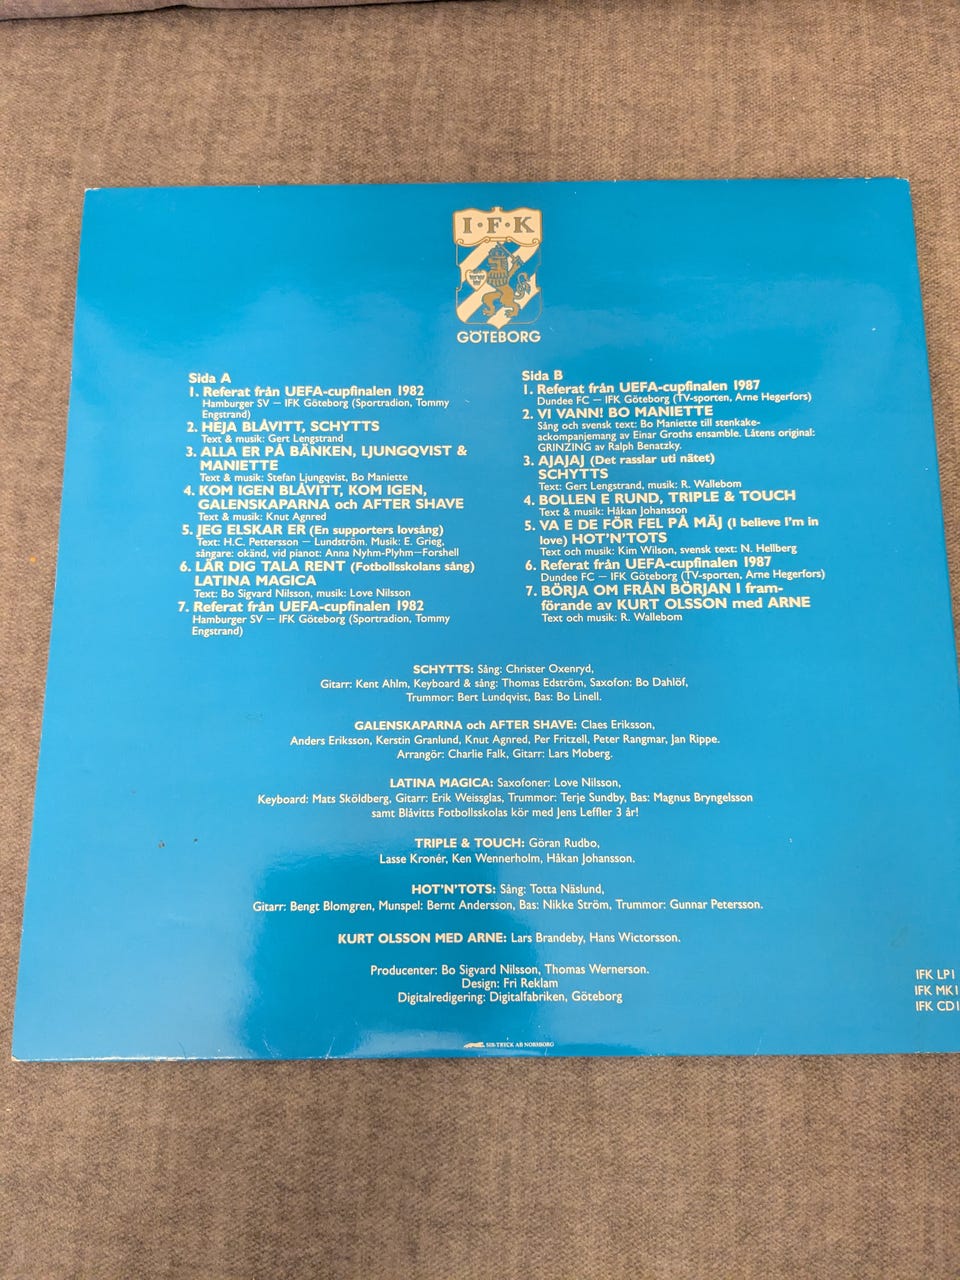 I·F·K
GÖTEBORG
Sida A
1. Referat från UEFA-cupfinalen 1982
Hamburger SV — IFK Göteborg (Sportradion, Tommy
Engstrand)
2. HEJA BLÅVITT, SCHYTTS
Text & musik: Gert Lengstrand
3. ALLA ER PÅ BÄNKEN, LJUNGQVIST &
MANIETTE
Text & musik: Stefan Ljungqvist, Bo Maniette
4. KOM IGEN BLÅVITT, KOM IGEN,
GALENSKAPARNA och AFTER SHAVE
Text & musik: Knut Agnred
5. JEG ELSKAR ER (En supporters lovsång)
Text: H.C. Pettersson — Lundström. Musik: E. Grieg,
sångare: okänd, vid pianot: Anna Nyhm-Plyhm—Forshell
6. LÄR DIG TALA RENT (Fotbollsskolans sång)
LATINA MAGICA
Text: Bo Sigvard Nilsson, musik: Love Nilsson
7. Referat från UEFA-cupfinalen 1982
Hamburger SV — IFK Göteborg (Sportradion, Tommy
Engstrand)
Sida B
1. Referat från UEFA-cupfinalen 1987
Dundee FC — IFK Göteborg (TV-sporten, Arne Hegerfors)
2. VI VANN! BO MANIETTE
Sång och svensk text: Bo Maniette till stenkake-
ackompanjemang av Einar Groths ensemble. Låtens original:
GRINZING av Ralph Benatzky.
3. AJAJAJ (Det rasslar uti nätet)
SCHYTTS
Text: Gert Lengstrand, musik: R. Wallebom
4. BOLLEN E RUND, TRIPLE & TOUCH
Text & musik: Håkan Johansson
5. VA E DE FÖR FEL PÅ MÄJ (I believe I'm in
love) HOT'N'TOTS
Text och musik: Kim Wilson, svensk text: N. Hellberg
6. Referat från UEFA-cupfinalen 1987
Dundee FC — IFK Göteborg (TV-sporten, Arne Hegerfors)
7. BÖRJA OM FRÅN BÖRJAN I fram-
förande av KURT OLSSON med ARNE
Text och musik: R. Wallebom
SCHYTTS: Sång: Christer Oxenryd,
Gitarr: Kent Ahlm, Keyboard & sång: Thomas Edström, Saxofon: Bo Dahlöf,
Trummor: Bert Lundqvist, Bas: Bo Linell.
GALENSKAPARNA och AFTER SHAVE: Claes Eriksson,
Anders Eriksson, Kerstin Granlund, Knut Agnred, Per Fritzell, Peter Rangmar, Jan Rippe.
Arrangör: Charlie Falk, Gitarr: Lars Moberg.
LATINA MAGICA: Saxofoner: Love Nilsson,
Keyboard: Mats Sköldberg, Gitarr: Erik Weissglas, Trummor: Terje Sundby, Bas: Magnus Bryngelsson
samt Blåvitts Fotbollsskolas kör med Jens Leffler 3 år!
TRIPLE & TOUCH: Göran Rudbo,
Lasse Kronér, Ken Wennerholm, Håkan Johansson.
HOT'N'TOTS: Sång: Totta Näslund,
Gitarr: Bengt Blomgren, Munspel: Bernt Andersson, Bas: Nikke Ström, Trummor: Gunnar Petersson.
KURT OLSSON MED ARNE: Lars Brandeby, Hans Wictorsson.
Producenter: Bo Sigvard Nilsson, Thomas Wernerson.
Design: Fri Reklam
Digitalredigering: Digitalfabriken, Göteborg
IFK LP1
IFK MK1
IFK CD1
SIB-TRYCK AB NORSBORG